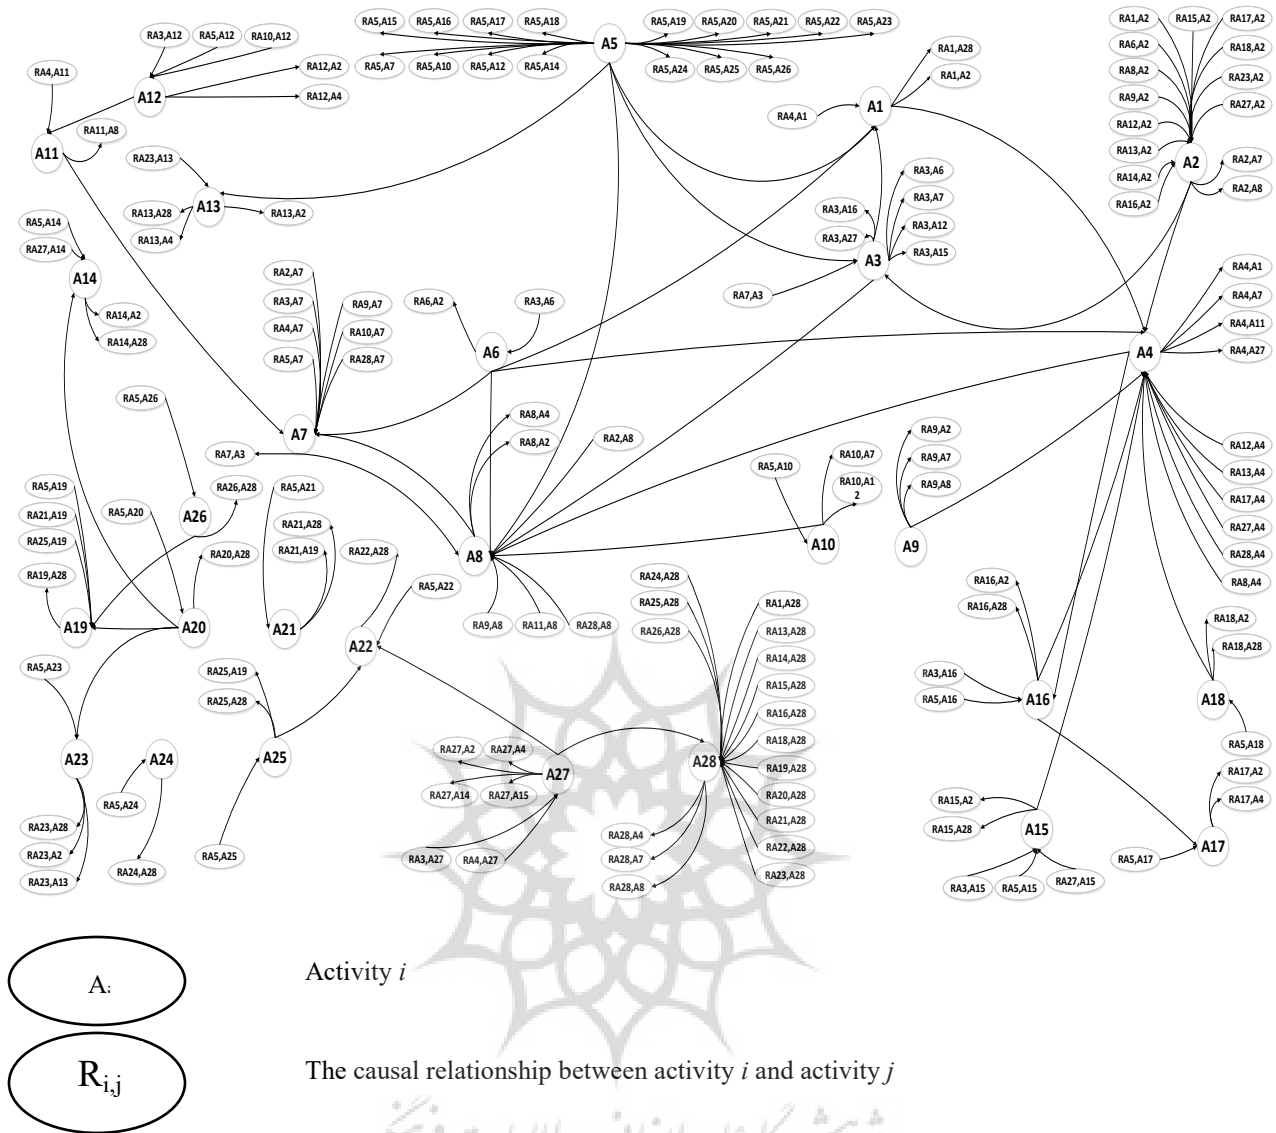 RA5,A15 RA5,A16 RA5,A17 RA5,A18 RA5,A19 RA5,A20 RA5,A21 RA5,A22 RA5,A23
A5
RA5,A7 RA5,A10 RA5,A12 RA5,A14 RA5,A24 RA5,A25 RA5,A26
RA3,A12 RA5,A12 RA10,A12
RA4,A11
RA12,A2
A12
RA12,A4
RA11,A8
A11
RA23,A13
A13
RA13,A28
RA13,A2
RA13,A4
RA1,A28
RA1,A2
A1
RA4,A1
RA1,A2 RA15,A2 RA17,A2
RA6,A2 RA18,A2
RA8,A2 RA23,A2
RA9,A2 RA27,A2
RA12,A2
RA13,A2
RA14,A2
RA16,A2
A2
RA2,A7
RA2,A8
RA3,A6
RA3,A7
RA3,A16
RA3,A12
RA3,A27
RA3,A15
A3
RA7,A3
RA5,A14
RA27,A14
A14
RA14,A2
RA14,A28
RA2,A7
RA3,A7 RA9,A7
RA4,A7 RA10,A7
RA5,A7 RA28,A7
A7
RA7,A3
RA6,A2 RA3,A6
A6
RA4,A1
RA4,A7
RA4,A11
RA4,A27
A4
RA12,A4
RA13,A4
RA17,A4
RA27,A4
RA28,A4
RA8,A4
RA8,A4
RA8,A2
RA2,A8
A8
RA9,A8 RA11,A8 RA28,A8
RA5,A10
RA10,A7
RA10,A1
2
A10
RA9,A2
RA9,A7
RA9,A8
A9
RA5,A26
A26
RA26,A28
RA5,A19
RA21,A19
RA25,A19
RA19,A28
A19
RA5,A20
RA20,A28
A20
RA5,A21
RA21,A28
RA21,A19
A21
RA22,A28
RA5,A22
A22
RA5,A23
A23
RA23,A28
RA23,A2
RA23,A13
A24
RA5,A24
RA24,A28
RA25,A19
RA25,A28
A25
RA5,A25
RA27,A2 RA27,A4
A27
RA27,A14 RA27,A15
RA3,A27 RA4,A27
RA24,A28
RA25,A28
RA26,A28
RA1,A28
RA13,A28
RA14,A28
RA15,A28
RA16,A28
RA18,A28
RA19,A28
RA20,A28
RA21,A28
RA22,A28
RA23,A28
A28
RA28,A4
RA28,A7
RA28,A8
RA16,A2
RA16,A28
RA3,A16
RA5,A16
A16
RA18,A2
RA18,A28
A18
RA5,A18
RA15,A2
RA15,A28
A15
RA3,A15 RA5,A15 RA27,A15
RA17,A2
RA17,A4
A17
RA5,A17
Ai Activity i
Ri,j The causal relationship between activity i and activity j